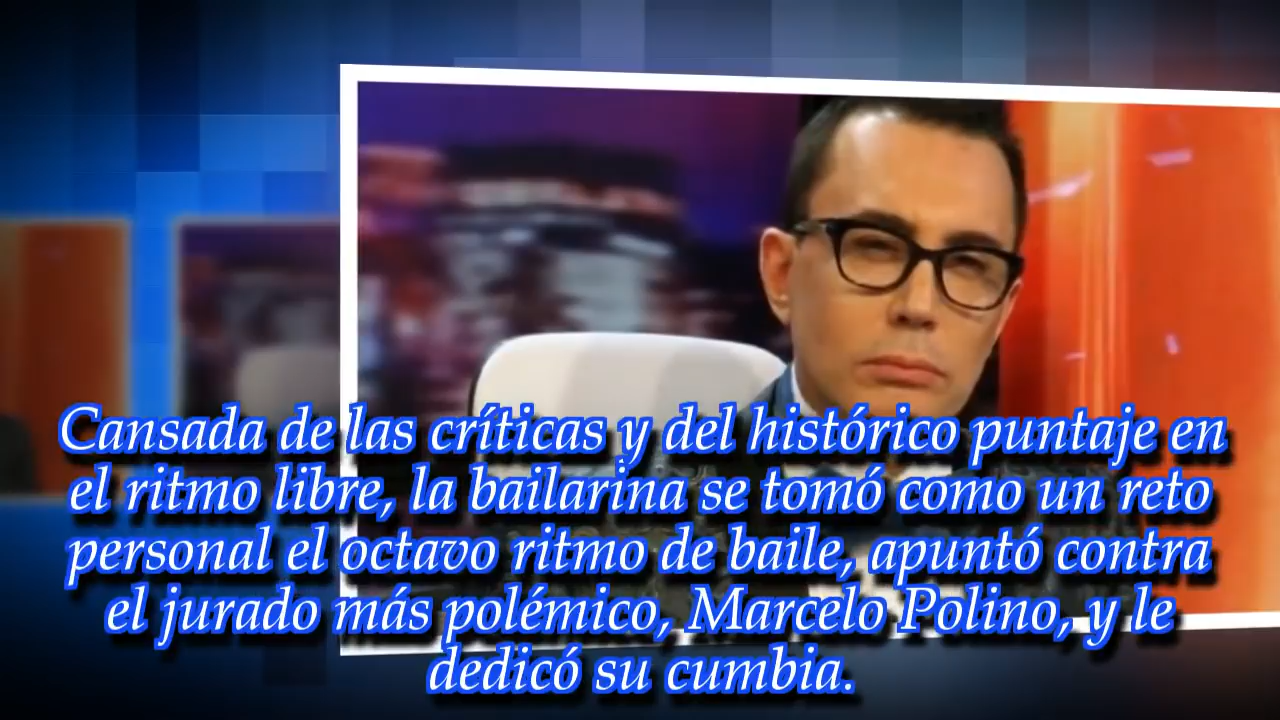 Cansada de las críticas y del histórico puntaje en
el ritmo libre, la bailarina se tomó como un reto
personal el octavo ritmo de baile, apuntó contra
el jurado más polémico, Marcelo Polino, y le
dedicó su cumbia.